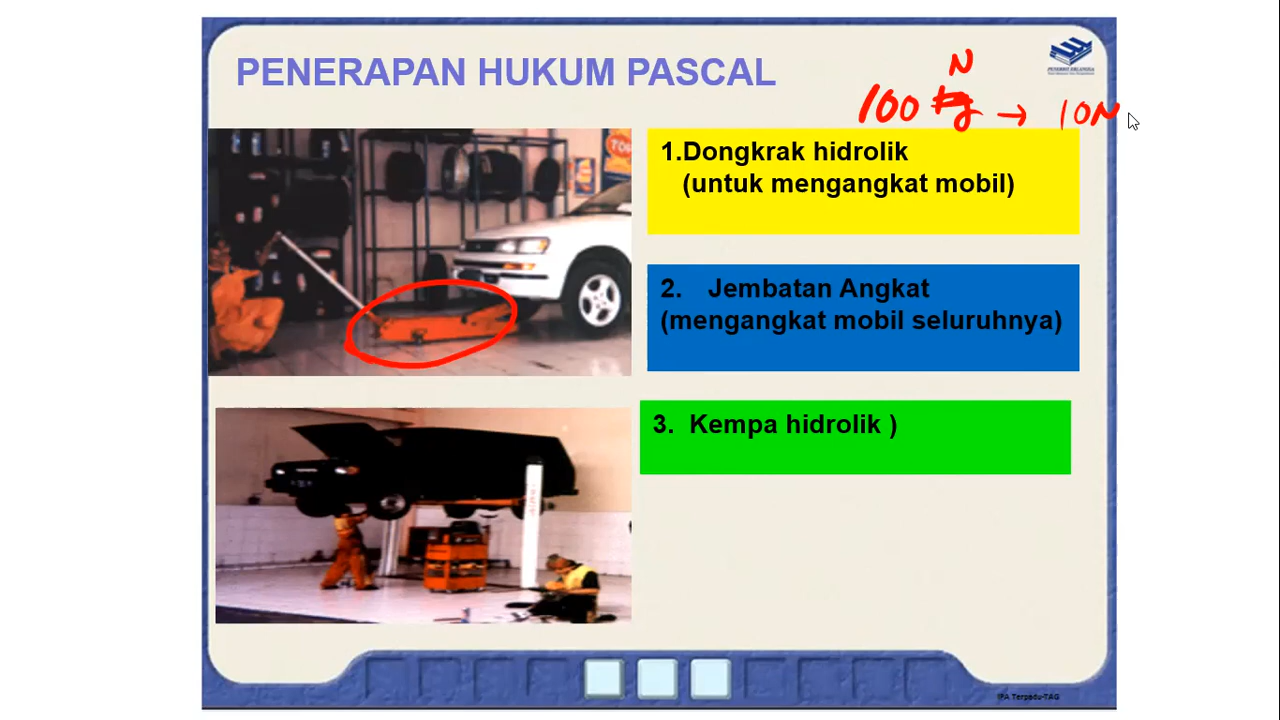 PENERAPAN HUKUM PASCAL
N
100 kg → 10N
1.Dongkrak hidrolik
(untuk mengangkat mobil)
2. Jembatan Angkat
(mengangkat mobil seluruhnya)
3. Kempa hidrolik )
IPA Terpadu-TAG